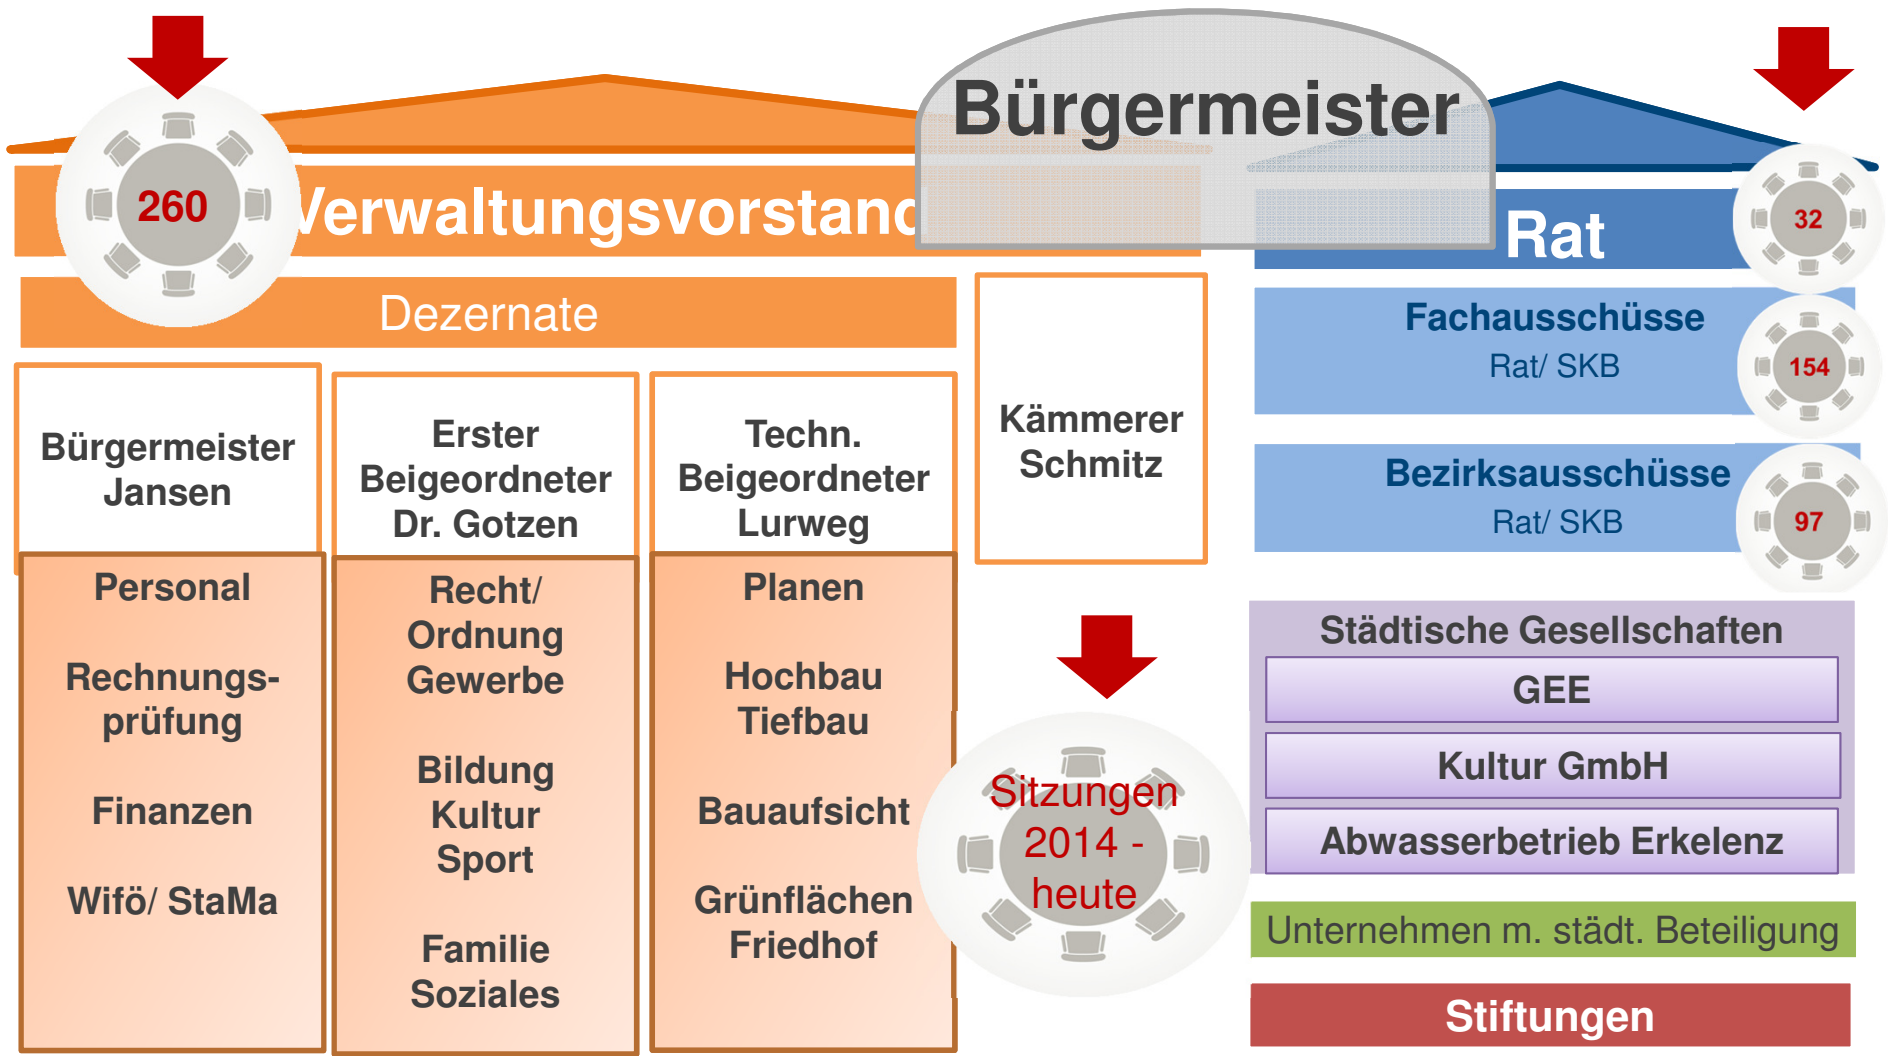 Bürgermeister
260
Verwaltungsvorstand
Dezernate
Bürgermeister
Jansen
Personal
Rechnungs-
prüfung
Finanzen
Wifö/ StaMa
Erster
Beigeordneter
Dr. Gotzen
Recht/
Ordnung
Gewerbe
Bildung
Kultur
Sport
Familie
Soziales
Techn.
Beigeordneter
Lurweg
Planen
Hochbau
Tiefbau
Bauaufsicht
Grünflächen
Friedhof
Kämmerer
Schmitz
Sitzungen
2014 -
heute
Rat
32
Fachausschüsse
Rat/ SKB
154
Bezirksausschüsse
Rat/ SKB
97
Städtische Gesellschaften
GEE
Kultur GmbH
Abwasserbetrieb Erkelenz
Unternehmen m. städt. Beteiligung
Stiftungen